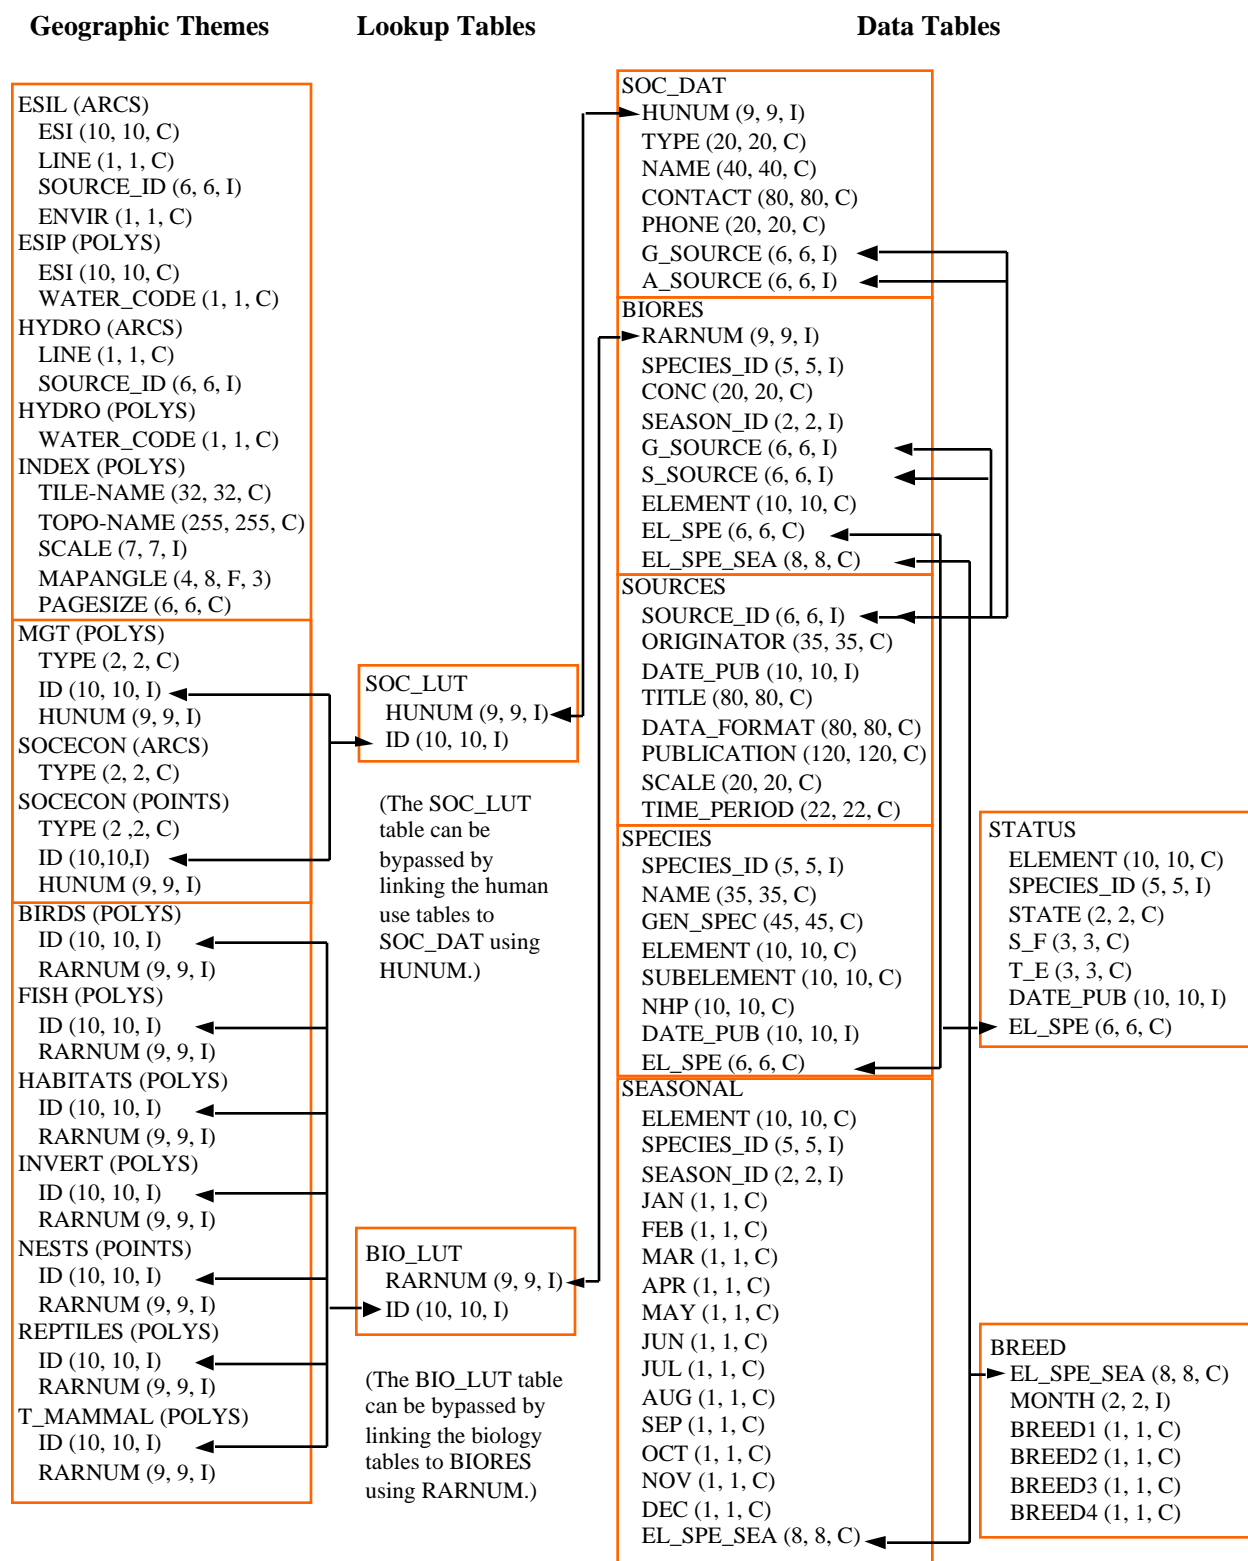 Geographic Themes
Lookup Tables
Data Tables
ESIL (ARCS)
ESI (10, 10, C)
LINE (1, 1, C)
SOURCE_ID (6, 6, I)
ENVIR (1, 1, C)
ESIP (POLYS)
ESI (10, 10, C)
WATER_CODE (1, 1, C)
HYDRO (ARCS)
LINE (1, 1, C)
SOURCE_ID (6, 6, I)
HYDRO (POLYS)
WATER_CODE (1, 1, C)
INDEX (POLYS)
TILE-NAME (32, 32, C)
TOPO-NAME (255, 255, C)
SCALE (7, 7, I)
MAPANGLE (4, 8, F, 3)
PAGESIZE (6, 6, C)
MGT (POLYS)
TYPE (2, 2, C)
ID (10, 10, I)
HUNUM (9, 9, I)
SOCECON (ARCS)
TYPE (2, 2, C)
SOCECON (POINTS)
TYPE (2 ,2, C)
ID (10,10,I)
HUNUM (9, 9, I)
BIRDS (POLYS)
ID (10, 10, I)
RARNUM (9, 9, I)
FISH (POLYS)
ID (10, 10, I)
RARNUM (9, 9, I)
HABITATS (POLYS)
ID (10, 10, I)
RARNUM (9, 9, I)
INVERT (POLYS)
ID (10, 10, I)
RARNUM (9, 9, I)
NESTS (POINTS)
ID (10, 10, I)
RARNUM (9, 9, I)
REPTILES (POLYS)
ID (10, 10, I)
RARNUM (9, 9, I)
T_MAMMAL (POLYS)
ID (10, 10, I)
RARNUM (9, 9, I)
SOC_LUT
HUNUM (9, 9, I)
ID (10, 10, I)
(The SOC_LUT
table can be
bypassed by
linking the human
use tables to
SOC_DAT using
HUNUM.)
BIO_LUT
RARNUM (9, 9, I)
ID (10, 10, I)
(The BIO_LUT table
can be bypassed by
linking the biology
tables to BIORES
using RARNUM.)
SOC_DAT
HUNUM (9, 9, I)
TYPE (20, 20, C)
NAME (40, 40, C)
CONTACT (80, 80, C)
PHONE (20, 20, C)
G_SOURCE (6, 6, I)
A_SOURCE (6, 6, I)
BIORES
RARNUM (9, 9, I)
SPECIES_ID (5, 5, I)
CONC (20, 20, C)
SEASON_ID (2, 2, I)
G_SOURCE (6, 6, I)
S_SOURCE (6, 6, I)
ELEMENT (10, 10, C)
EL_SPE (6, 6, C)
EL_SPE_SEA (8, 8, C)
SOURCES
SOURCE_ID (6, 6, I)
ORIGINATOR (35, 35, C)
DATE_PUB (10, 10, I)
TITLE (80, 80, C)
DATA_FORMAT (80, 80, C)
PUBLICATION (120, 120, C)
SCALE (20, 20, C)
TIME_PERIOD (22, 22, C)
SPECIES
SPECIES_ID (5, 5, I)
NAME (35, 35, C)
GEN_SPEC (45, 45, C)
ELEMENT (10, 10, C)
SUBELEMENT (10, 10, C)
NHP (10, 10, C)
DATE_PUB (10, 10, I)
EL_SPE (6, 6, C)
SEASONAL
ELEMENT (10, 10, C)
SPECIES_ID (5, 5, I)
SEASON_ID (2, 2, I)
JAN (1, 1, C)
FEB (1, 1, C)
MAR (1, 1, C)
APR (1, 1, C)
MAY (1, 1, C)
JUN (1, 1, C)
JUL (1, 1, C)
AUG (1, 1, C)
SEP (1, 1, C)
OCT (1, 1, C)
NOV (1, 1, C)
DEC (1, 1, C)
EL_SPE_SEA (8, 8, C)
STATUS
ELEMENT (10, 10, C)
SPECIES_ID (5, 5, I)
STATE (2, 2, C)
S_F (3, 3, C)
T_E (3, 3, C)
DATE_PUB (10, 10, I)
EL_SPE (6, 6, C)
BREED
EL_SPE_SEA (8, 8, C)
MONTH (2, 2, I)
BREED1 (1, 1, C)
BREED2 (1, 1, C)
BREED3 (1, 1, C)
BREED4 (1, 1, C)